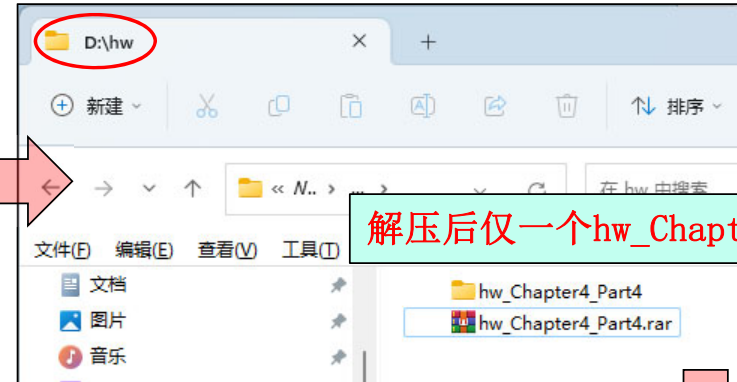 D:\hw
新建
排序
« N.. › ... ›
在 hw 中搜索
解压后仅一个hw_Chapt
文件(F) 编辑(E) 查看(V) 工具(T)
文档
hw_Chapter4_Part4
图片
hw_Chapter4_Part4.rar
音乐